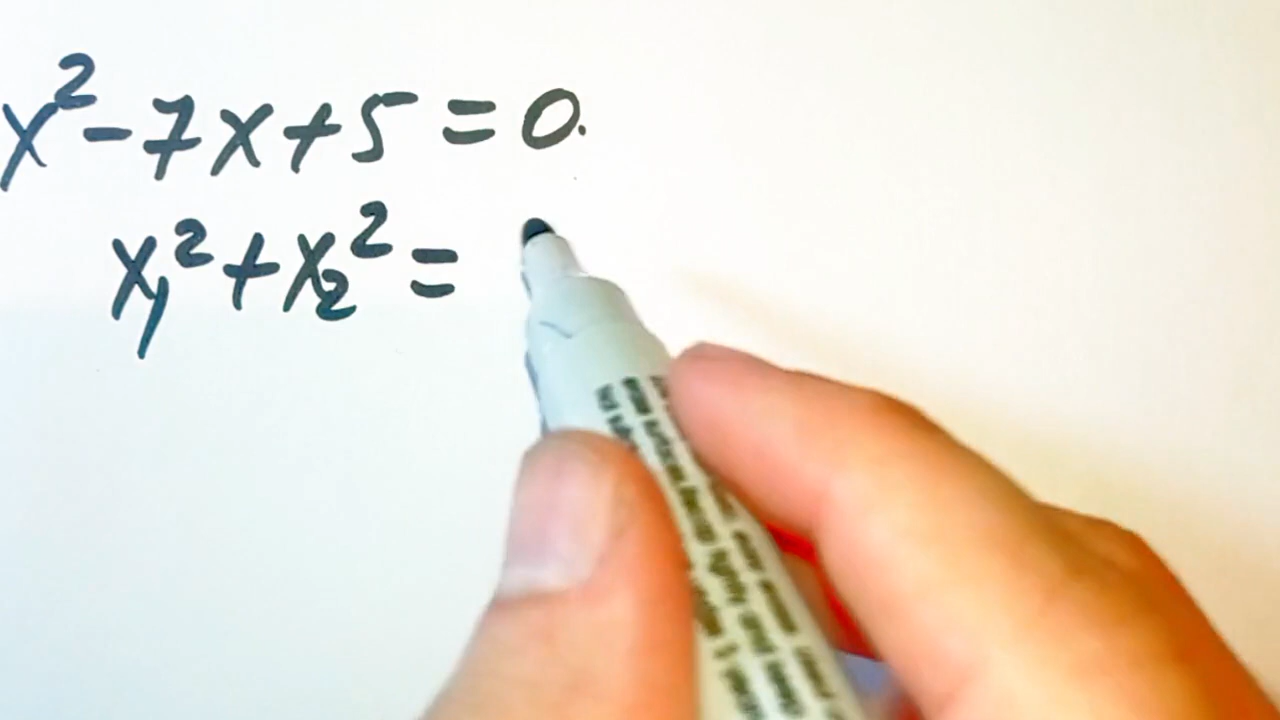 x² - 7x + 5 = 0.
x₁² + x₂² =